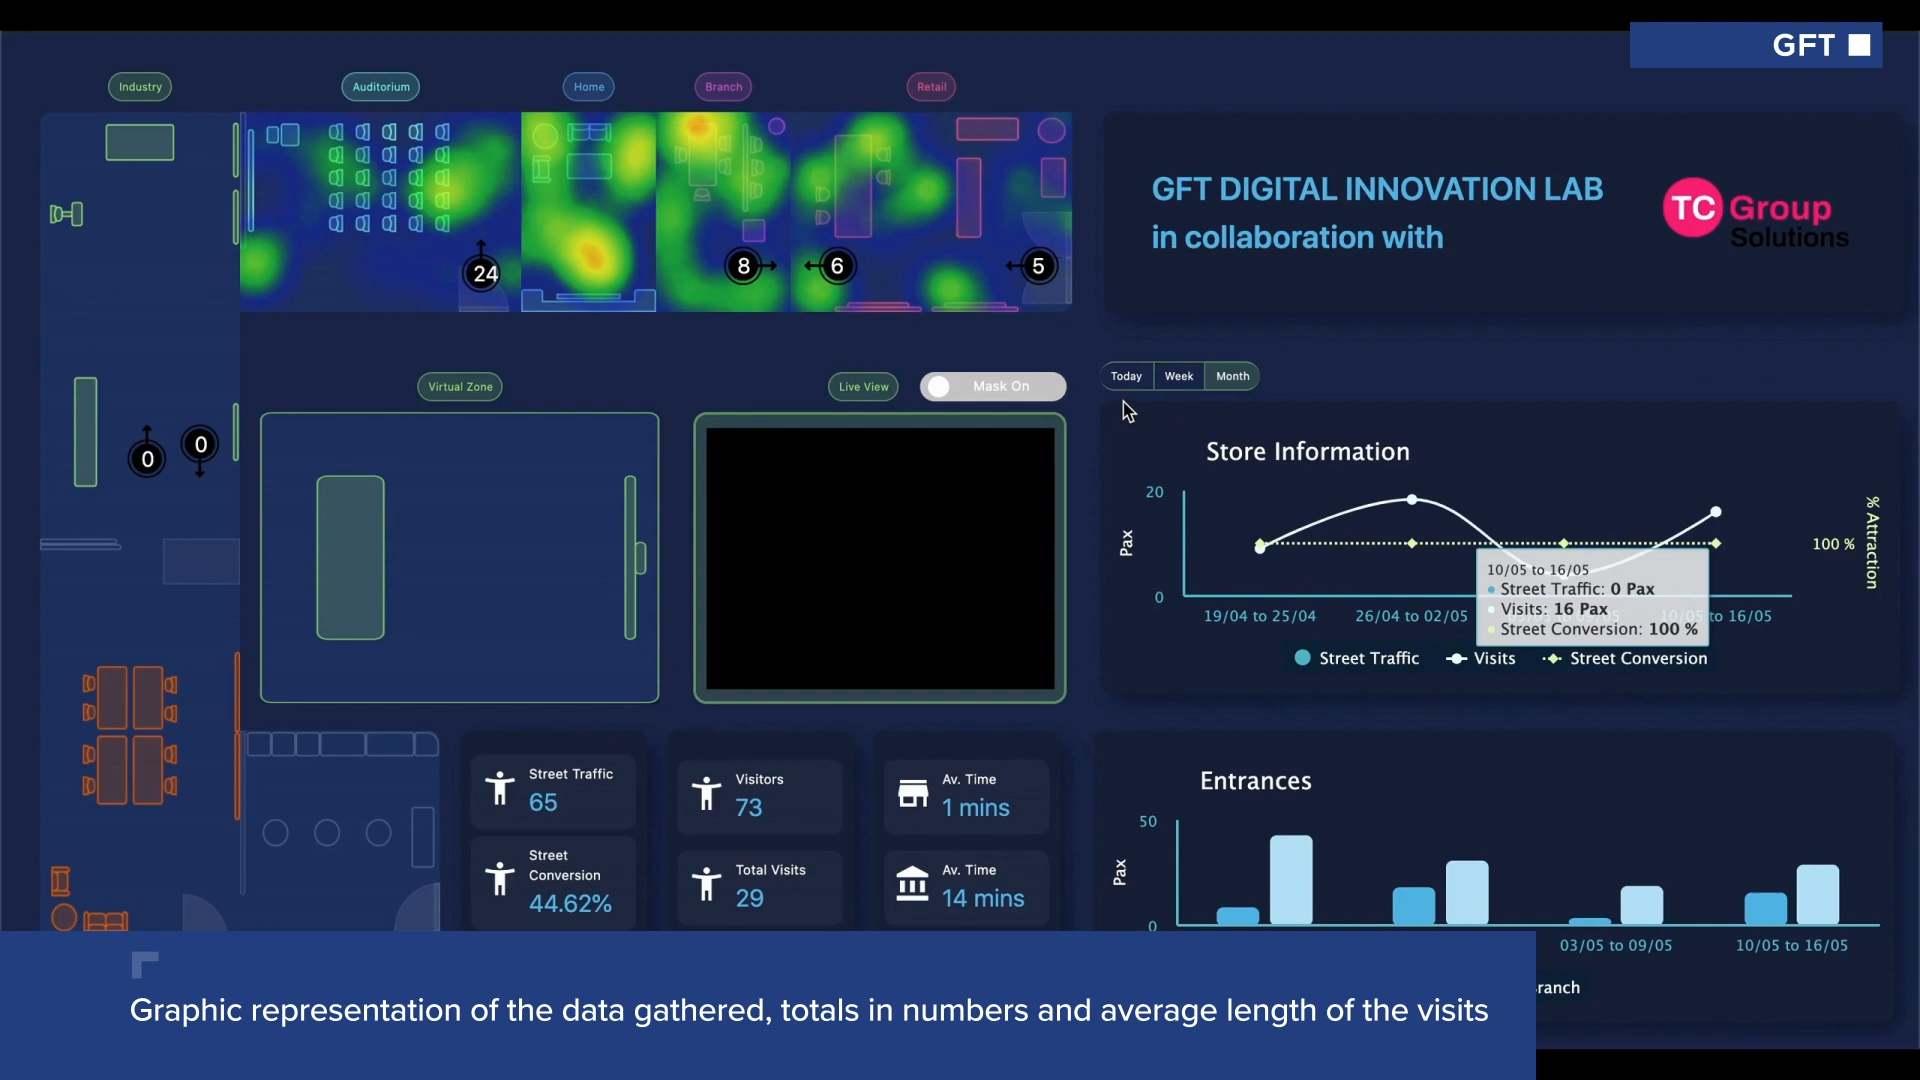 GFT
Industry
Auditorium
Home
Branch
Retail
24
8
6
5
GFT DIGITAL INNOVATION LAB
in collaboration with
TC Group
Solutions
0
0
Virtual Zone
Live View
Mask On
Today
Week
Month
Store Information
20
0
Pax
100 %
% Attraction
19/04 to 25/04
26/04 to 02/05
10/05 to 16/05
10/05 to 16/05
Street Traffic: 0 Pax
Visits: 16 Pax
Street Conversion: 100 %
Street Traffic
Visits
Street Conversion
Street Traffic
65
Street
Conversion
44.62%
Visitors
73
Total Visits
29
Av. Time
1 mins
Av. Time
14 mins
Entrances
50
0
Pax
03/05 to 09/05
10/05 to 16/05
Graphic representation of the data gathered, totals in numbers and average length of the visits